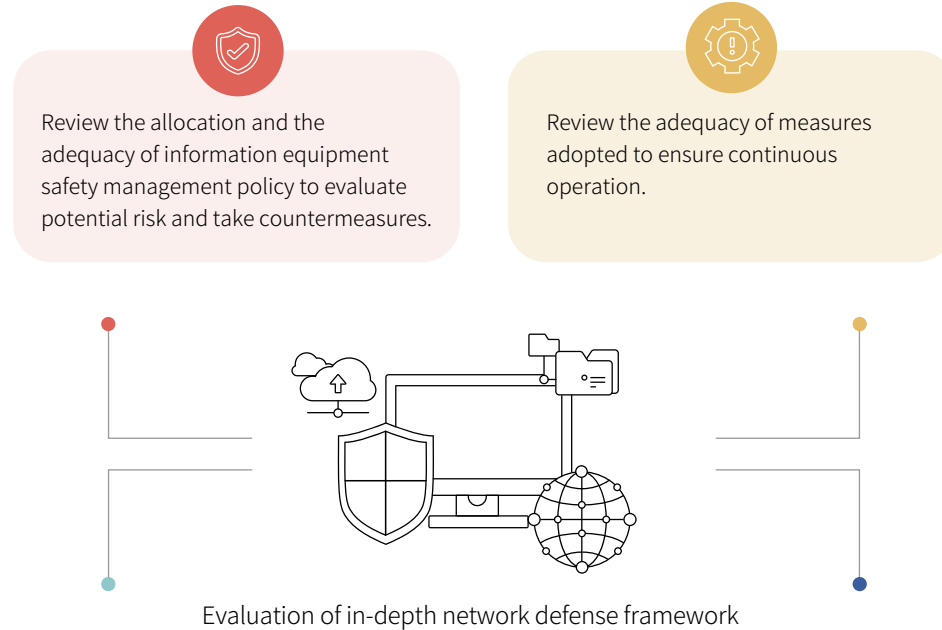 Review the allocation and the
adequacy of information equipment
safety management policy to evaluate
potential risk and take countermeasures.
Review the adequacy of measures
adopted to ensure continuous
operation.
Evaluation of in-depth network defense framework